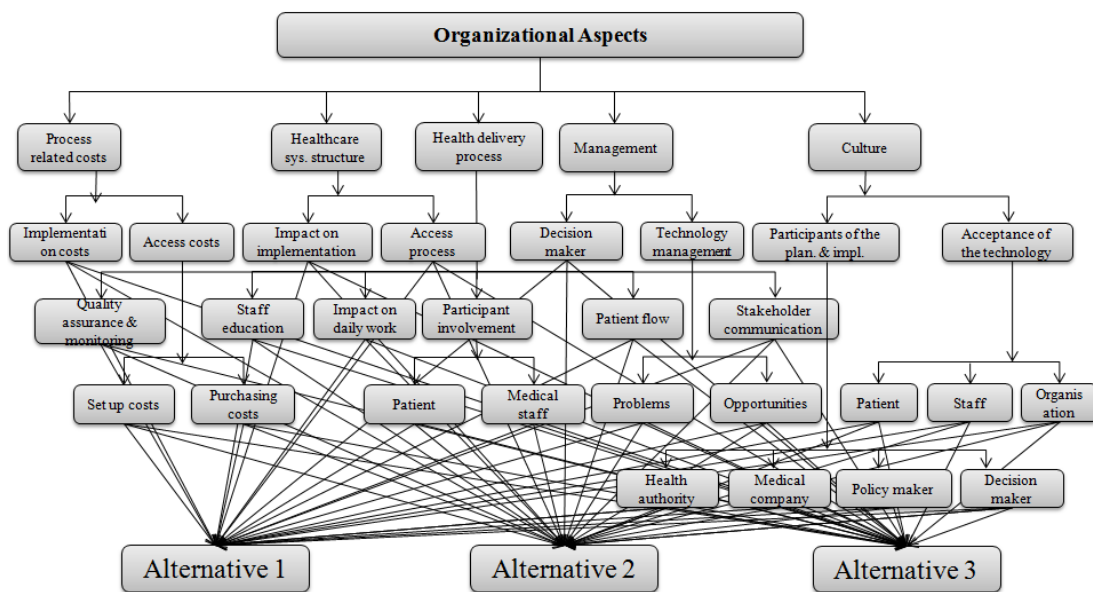 Organizational Aspects
Process
related costs
Healthcare
sys. structure
Health delivery
process
Management
Culture
Implementati
on costs
Access costs
Impact on
implementation
Access
process
Decision
maker
Technology
management
Participants of the
plan. & impl.
Acceptance of
the technology
Quality
assurance &
monitoring
Staff
education
Impact on
daily work
Participant
involvement
Patient flow
Stakeholder
communication
Set up costs
Purchasing
costs
Patient
Medical
staff
Problems
Opportunities
Patient
Staff
Organis
ation
Health
authority
Medical
company
Policy maker
Decision
maker
Alternative 1
Alternative 2
Alternative 3